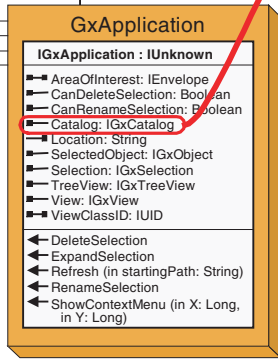 GxApplication
IGxApplication : IUnknown
AreaOfInterest: IEnvelope
CanDeleteSelection: Boolean
CanRenameSelection: Boolean
Catalog: IGxCatalog
Location: String
SelectedObject: IGxObject
Selection: IGxSelection
TreeView: IGxTreeView
View: IGxView
ViewClassID: IUID
DeleteSelection
ExpandSelection
Refresh (in startingPath: String)
RenameSelection
ShowContextMenu (in X: Long,
in Y: Long)